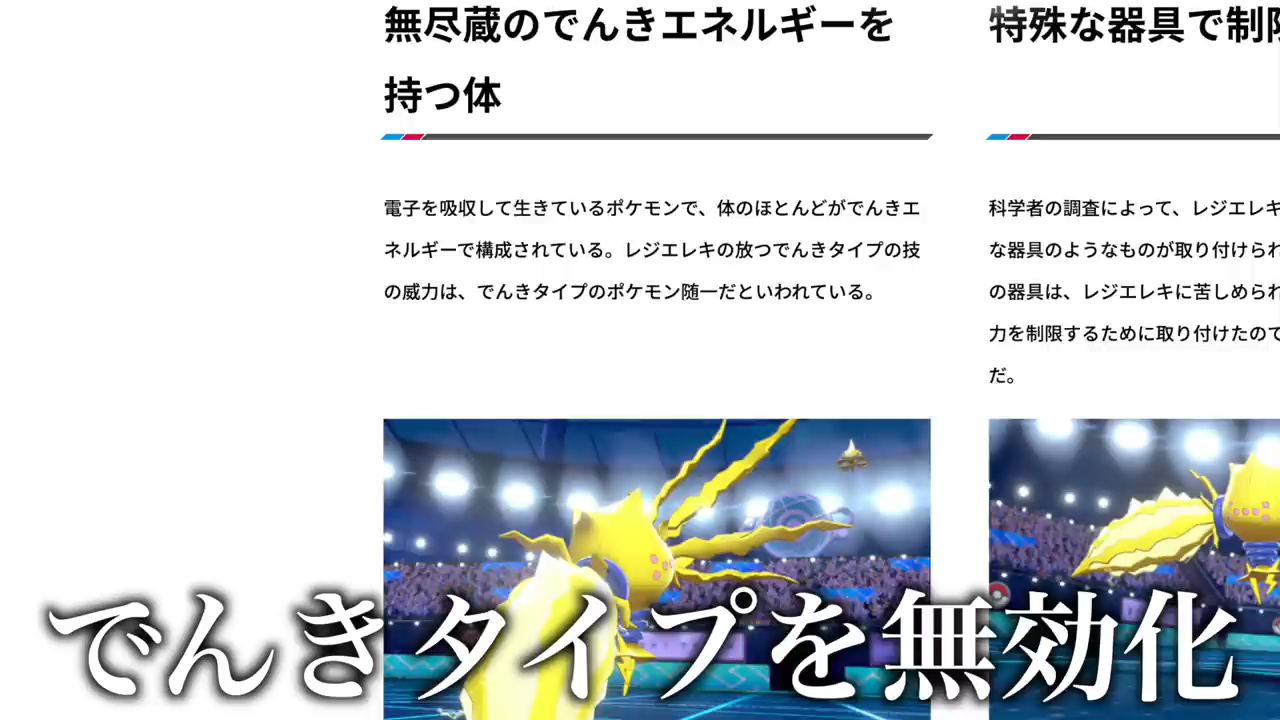 無尽蔵のでんきエネルギーを
持つ体
電子を吸収して生きているポケモンで、体のほとんどがでんきエ
ネルギーで構成されている。レジエレキの放つでんきタイプの技
の威力は、でんきタイプのポケモン随一だといわれている。
特殊な器具で制限
科学者の調査によって、レジエレキ
な器具のようなものが取り付けられ
の器具は、レジエレキに苦しめられ
力を制限するために取り付けたので
だ。
でんきタイプを無効化